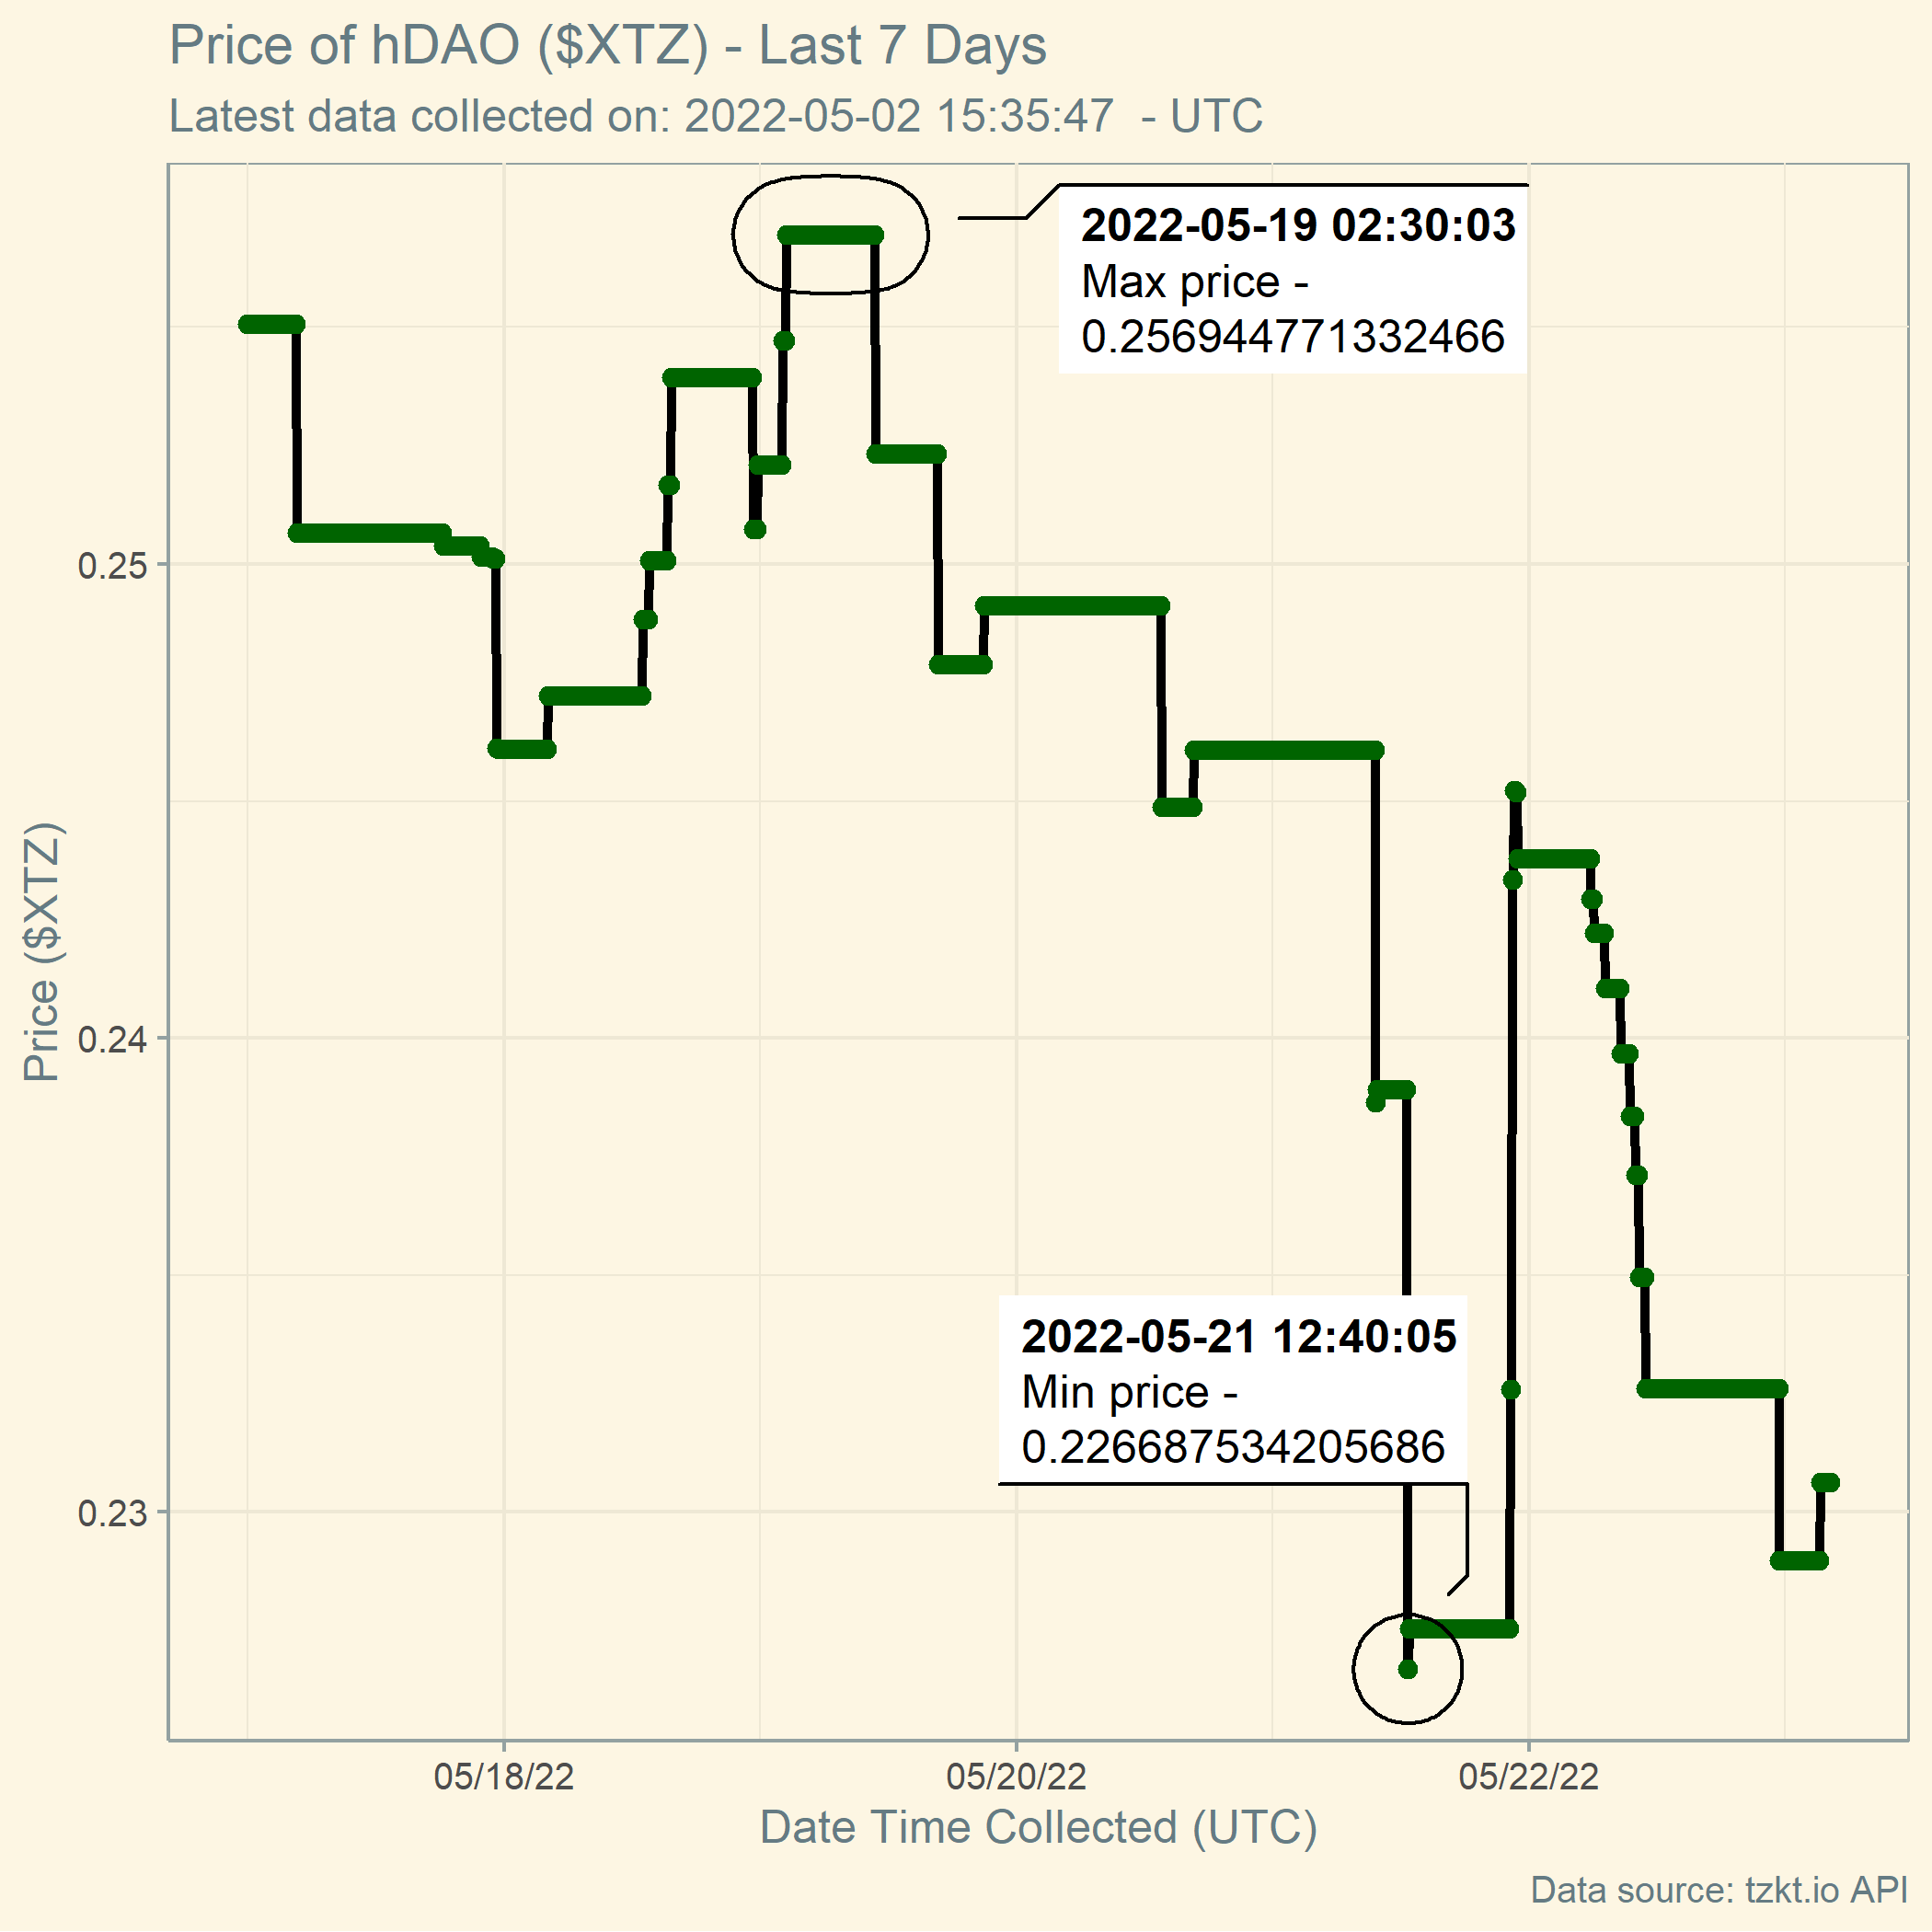 Price of hDAO ($XTZ) - Last 7 Days
Latest data collected on: 2022-05-02 15:35:47  - UTC
2022-05-19 02:30:03
Max price -
0.256944771332466
0.25
0.24
0.23
Price ($XTZ)
2022-05-21 12:40:05
Min price -
0.226687534205686
05/18/22
05/20/22
05/22/22
Date Time Collected (UTC)
Data source: tzkt.io API